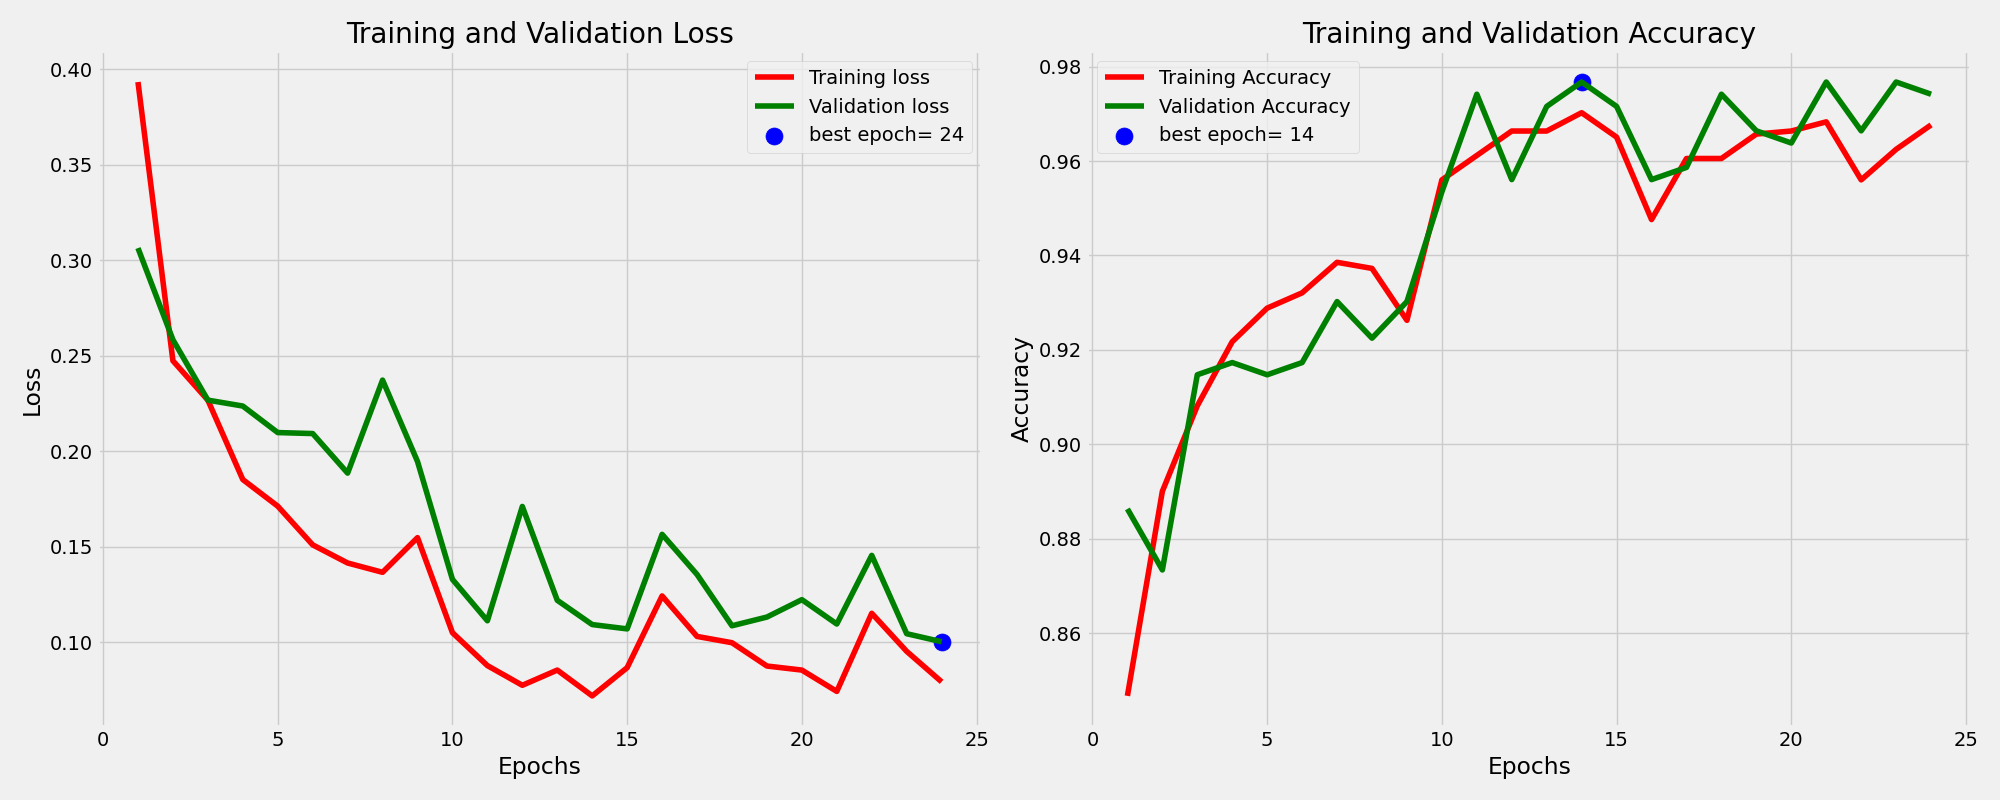 Training and Validation Loss
0.40
0.35
0.30
0.25
0.20
0.15
0.10
Loss
Training loss
Validation loss
best epoch= 24
0
5
10
15
20
25
Epochs
Training and Validation Accuracy
0.98
0.96
0.94
0.92
0.90
0.88
0.86
Accuracy
Training Accuracy
Validation Accuracy
best epoch= 14
0
5
10
15
20
25
Epochs